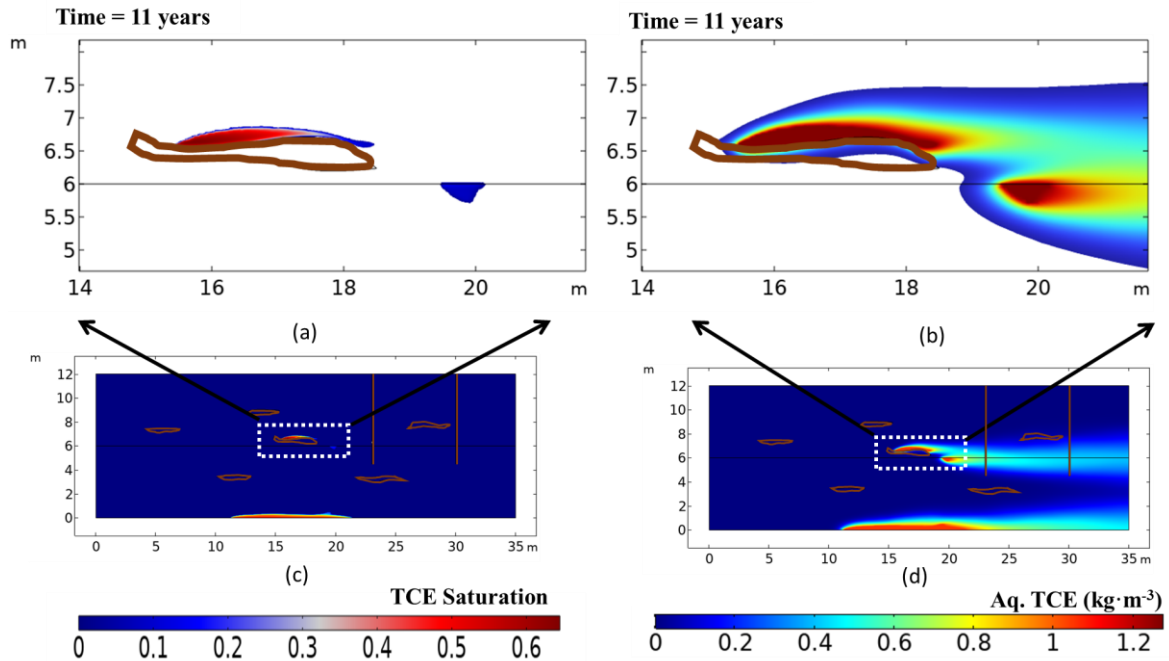 Time = 11 years
m
7.5
7
6.5
6
5.5
5
14 16 18 20 m
(a)
Time = 11 years
m
7.5
7
6.5
6
5.5
5
14 16 18 20 m
(b)
m
12
10
8
6
4
2
0
0 5 10 15 20 25 30 35 m
(c)
m
12
10
8
6
4
2
0
0 5 10 15 20 25 30 35 m
(d)
TCE Saturation
0 0.1 0.2 0.3 0.4 0.5 0.6
Aq. TCE (kg·m⁻³)
0 0.2 0.4 0.6 0.8 1 1.2